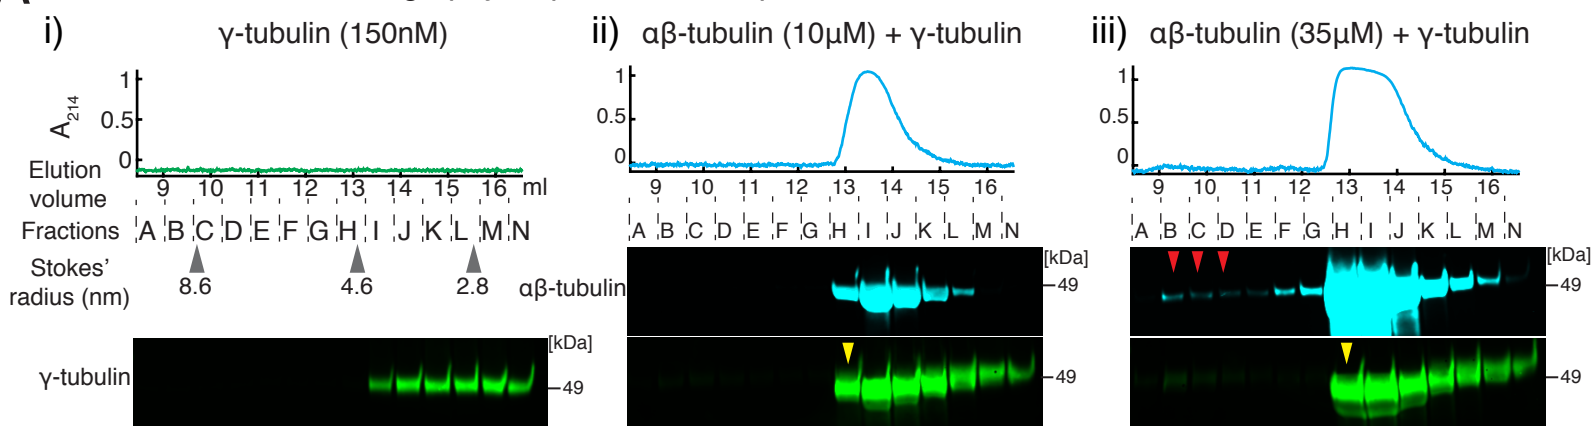 i) γ-tubulin (150nM)
A214
1
0.5
0
Elution volume
9 10 11 12 13 14 15 16 ml
Fractions
A B C D E F G H I J K L M N
Stokes' radius (nm)
8.6 4.6 2.8
[kDa]
γ-tubulin
49
ii) αβ-tubulin (10μM) + γ-tubulin
1
0.5
0
9 10 11 12 13 14 15 16
A B C D E F G H I J K L M N
[kDa]
αβ-tubulin
49
49
iii) αβ-tubulin (35μM) + γ-tubulin
1
0.5
0
9 10 11 12 13 14 15 16
A B C D E F G H I J K L M N
[kDa]
49
49